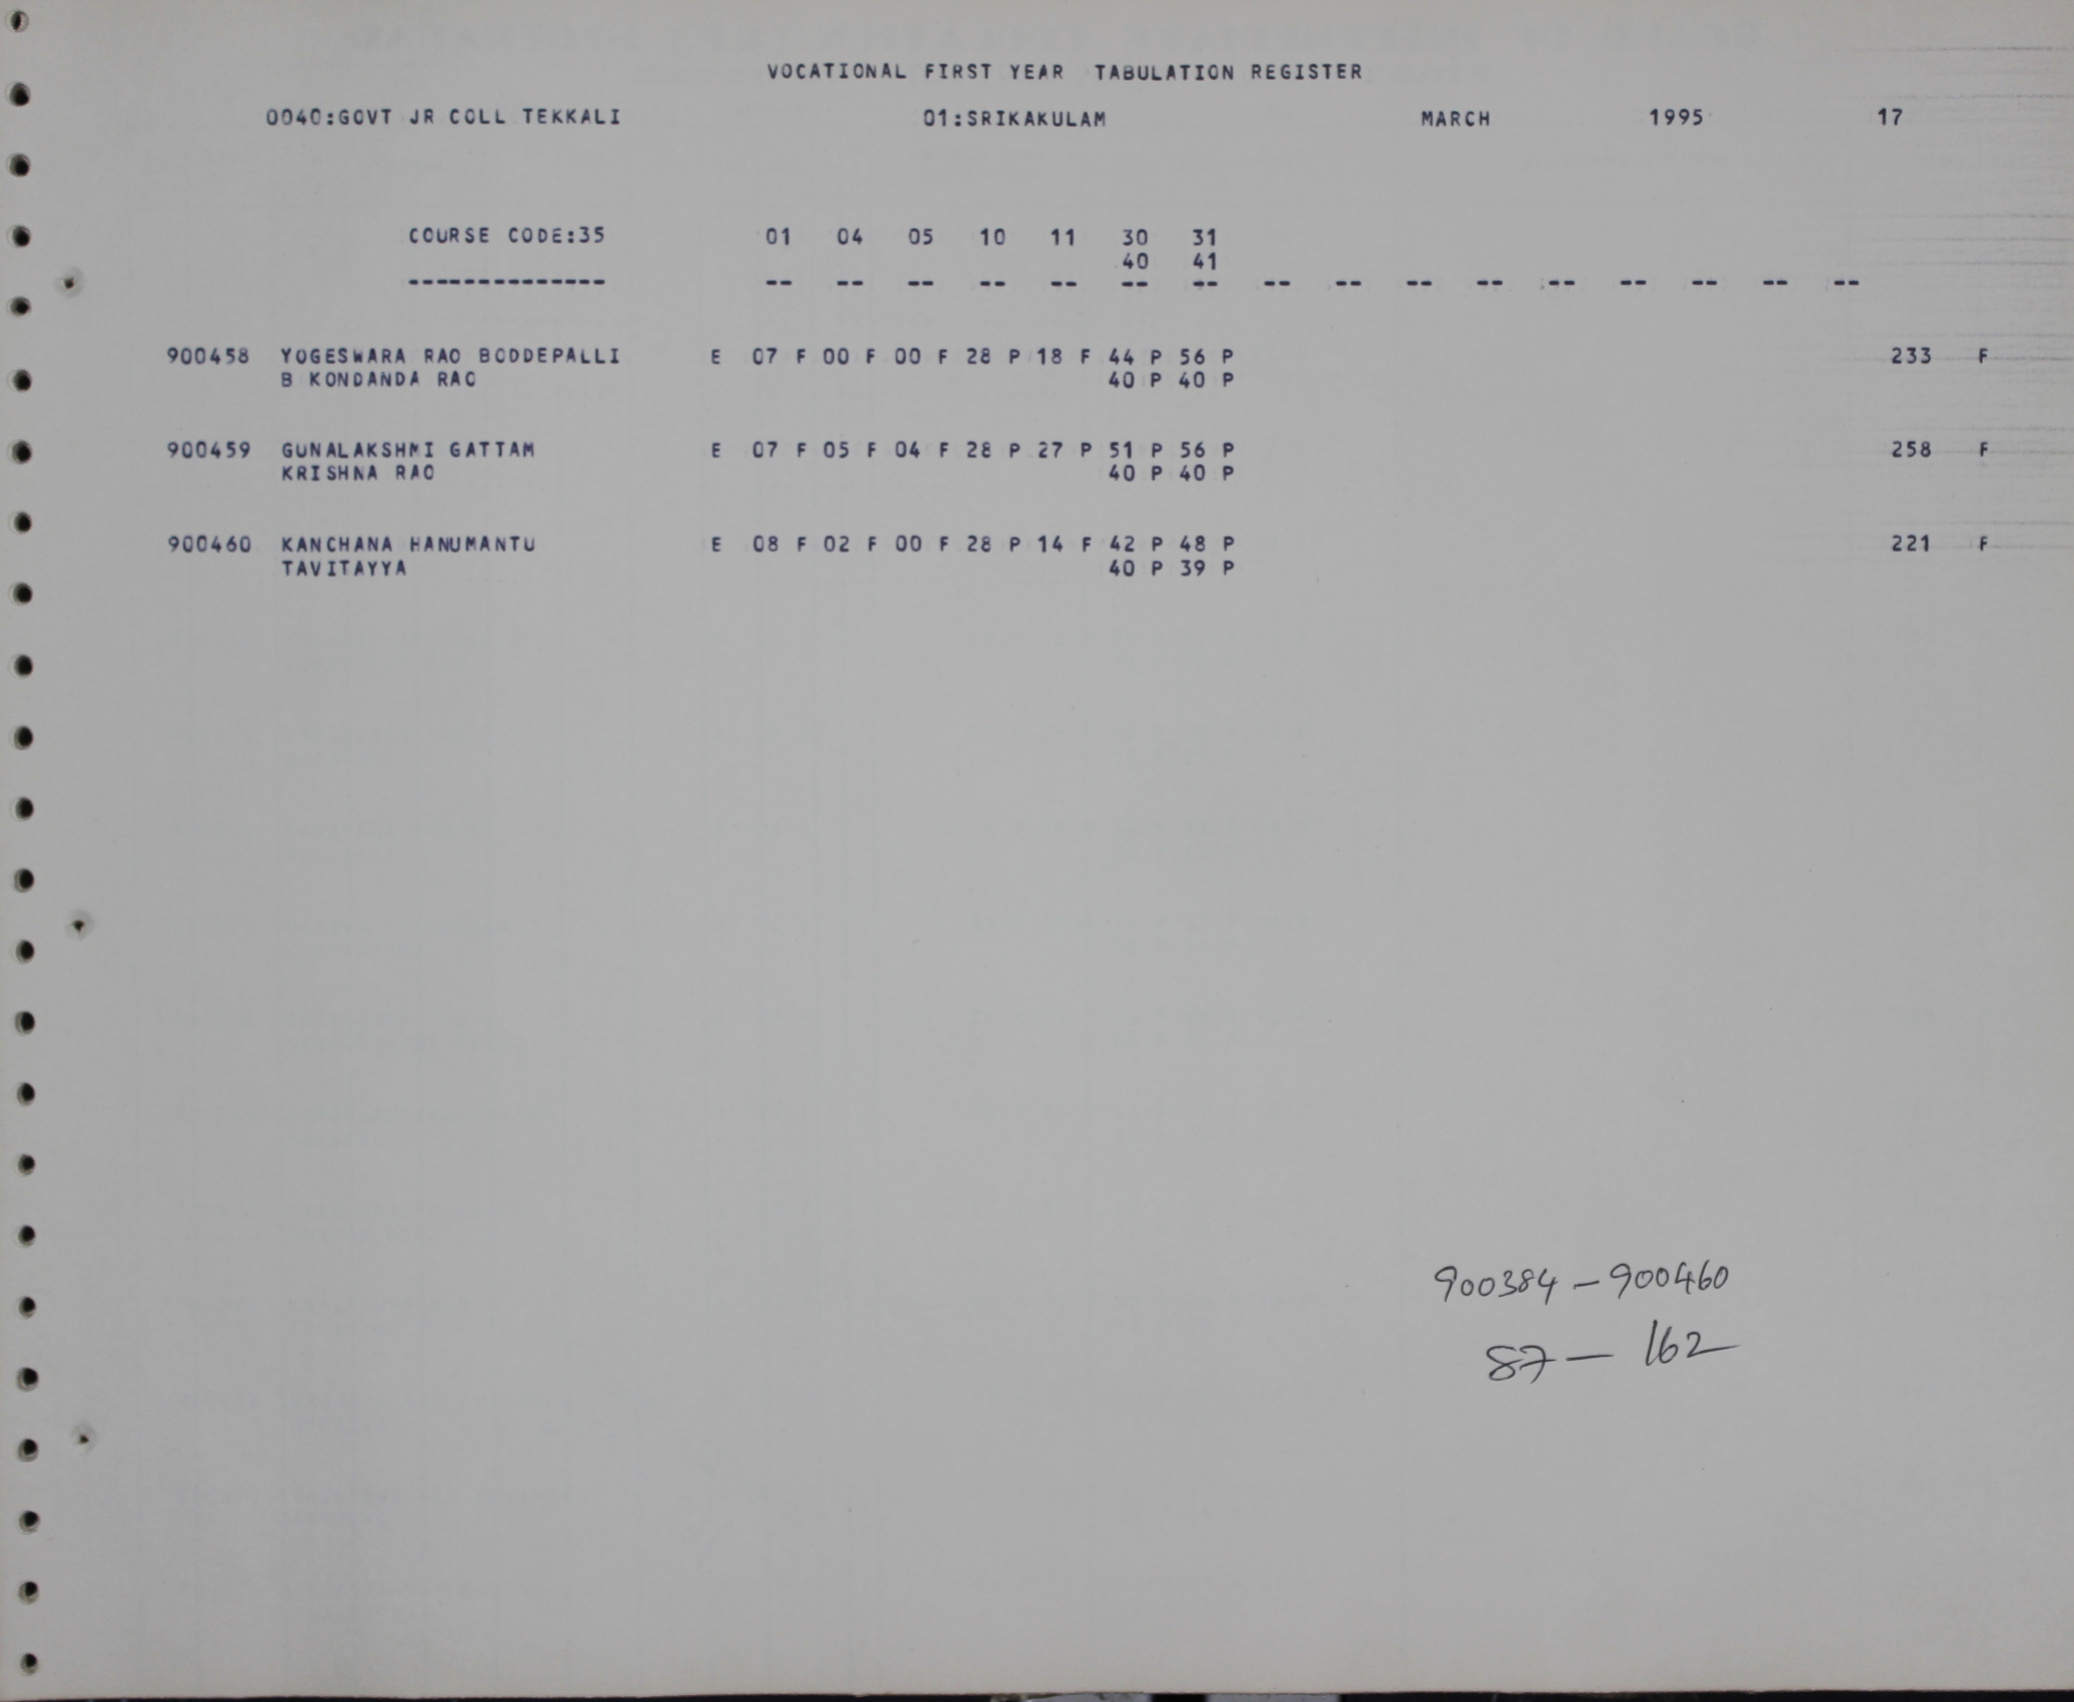 VOCATIONAL FIRST YEAR TABULATION REGISTER
0040:GOVT JR COLL TEKKALI 01:SRIKAKULAM MARCH 1995 17
COURSE CODE:35 01 04 05 10 11 30 31
40 41
-------------- -- -- -- -- -- -- -- -- -- -- -- -- -- -- -- --
900458 YOGESWARA RAO BODDEPALLI E 07 F 00 F 00 F 28 P 18 F 44 P 56 P 233 F
B KONDANDA RAO 40 P 40 P
900459 GUNALAKSHMI GATTAM E 07 F 05 F 04 F 28 P 27 P 51 P 56 P 258 F
KRISHNA RAO 40 P 40 P
900460 KANCHANA HANUMANTU E 08 F 02 F 00 F 28 P 14 F 42 P 48 P 221 F
TAVITAYYA 40 P 39 P
900384 - 900460
87 - 162